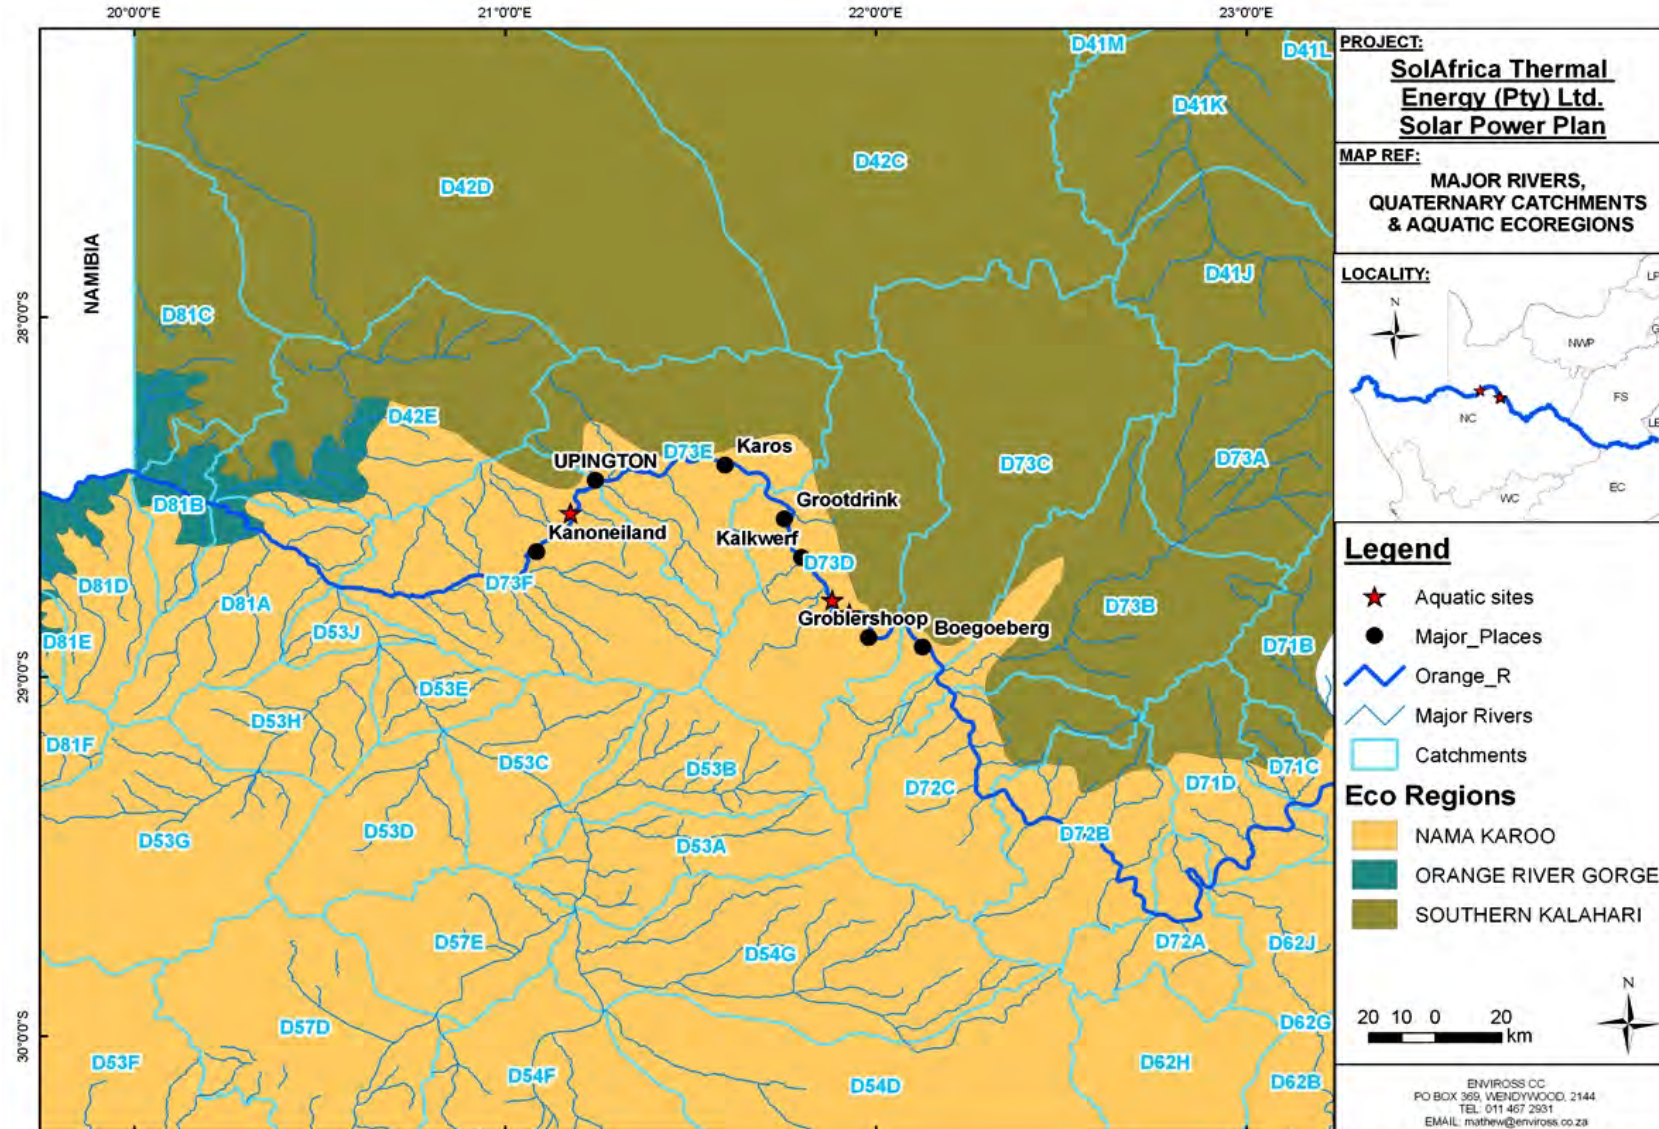 20°0'0"E
21°0'0"E
22°0'0"E
23°0'0"E
28°0'0"S
29°0'0"S
30°0'0"S
NAMIBIA
D41M
D41L
D41K
D42C
D42D
D41J
D81C
D42E
D73E
Karos
UPINGTON
D73C
D73A
Grootdrink
D81B
Kanoneiland
Kalkwerf
D73D
D73F
D81D
D81A
D73B
Groblershoop
Boegoeberg
D53J
D81E
D71B
D53E
D53H
D81F
D53C
D53B
D72C
D71D
D71C
D53G
D53D
D53A
D72B
D57E
D54G
D72A
D62J
D57D
D62G
D53F
D54F
D54D
D62H
D62B
PROJECT:
SolAfrica Thermal
Energy (Pty) Ltd.
Solar Power Plan
MAP REF:
MAJOR RIVERS,
QUATERNARY CATCHMENTS
& AQUATIC ECOREGIONS
LOCALITY:
N
LP
NWP
G
FS
NC
LE
EC
WC
Legend
Aquatic sites
Major_Places
Orange_R
Major Rivers
Catchments
Eco Regions
NAMA KAROO
ORANGE RIVER GORGE
SOUTHERN KALAHARI
N
20 10 0 20
km
ENVIROSS CC
PO BOX 369, WENDYWOOD, 2144
TEL: 011 467 2931
EMAIL: mathew@enviross.co.za